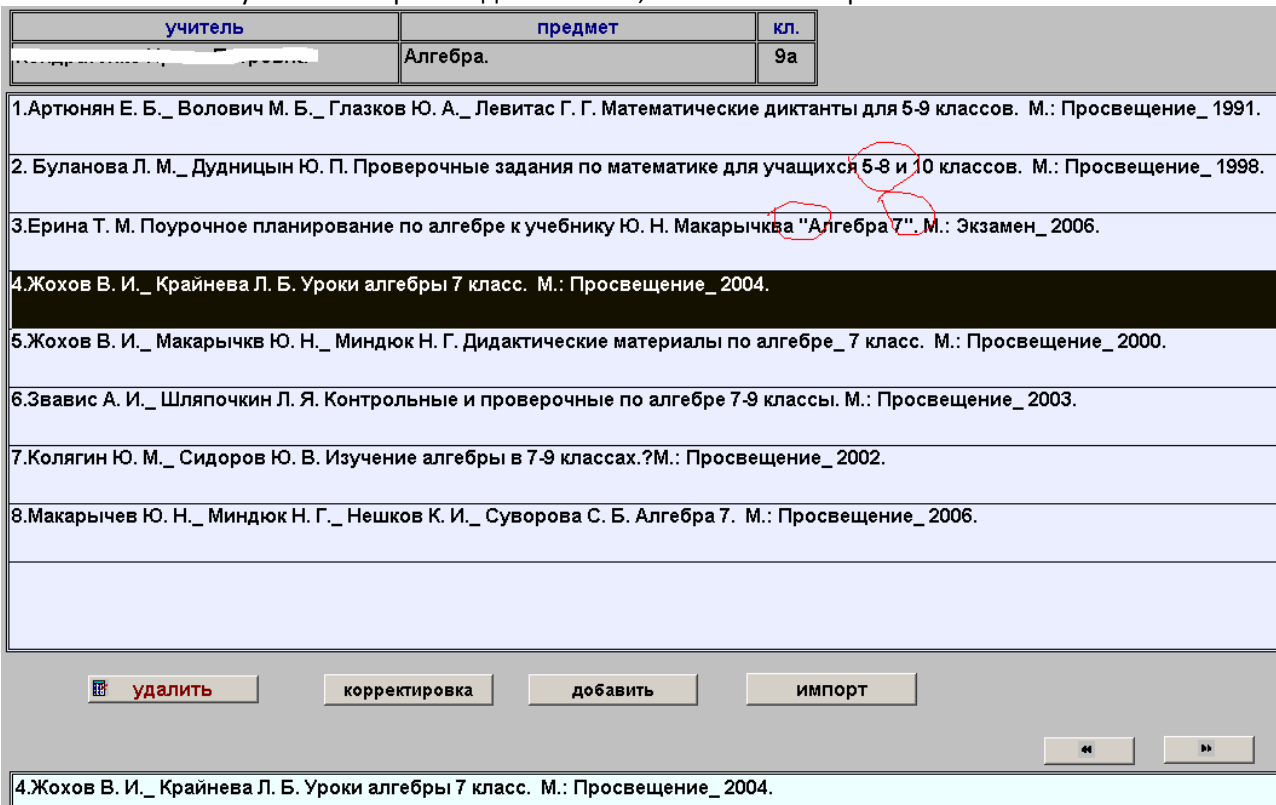 учитель предмет кл.
Алгебра. 9а
1.Артюнян Е. Б._ Волович М. Б._ Глазков Ю. А._ Левитас Г. Г. Математические диктанты для 5-9 классов. М.: Просвещение_ 1991.
2. Буланова Л. М._ Дудницын Ю. П. Проверочные задания по математике для учащихся 5-8 и 10 классов. М.: Просвещение_ 1998.
3.Ерина Т. М. Поурочное планирование по алгебре к учебнику Ю. Н. Макарычква "Алгебра 7". М.: Экзамен_ 2006.
4.Жохов В. И._ Крайнева Л. Б. Уроки алгебры 7 класс. М.: Просвещение_ 2004.
5.Жохов В. И._ Макарычкв Ю. Н._ Миндюк Н. Г. Дидактические материалы по алгебре_ 7 класс. М.: Просвещение_ 2000.
6.Звавис А. И._ Шляпочкин Л. Я. Контрольные и проверочные по алгебре 7-9 классы. М.: Просвещение_ 2003.
7.Колягин Ю. М._ Сидоров Ю. В. Изучение алгебры в 7-9 классах.?М.: Просвещение_ 2002.
8.Макарычев Ю. Н._ Миндюк Н. Г._ Нешков К. И._ Суворова С. Б. Алгебра 7. М.: Просвещение_ 2006.
удалить корректировка добавить импорт
4.Жохов В. И._ Крайнева Л. Б. Уроки алгебры 7 класс. М.: Просвещение_ 2004.